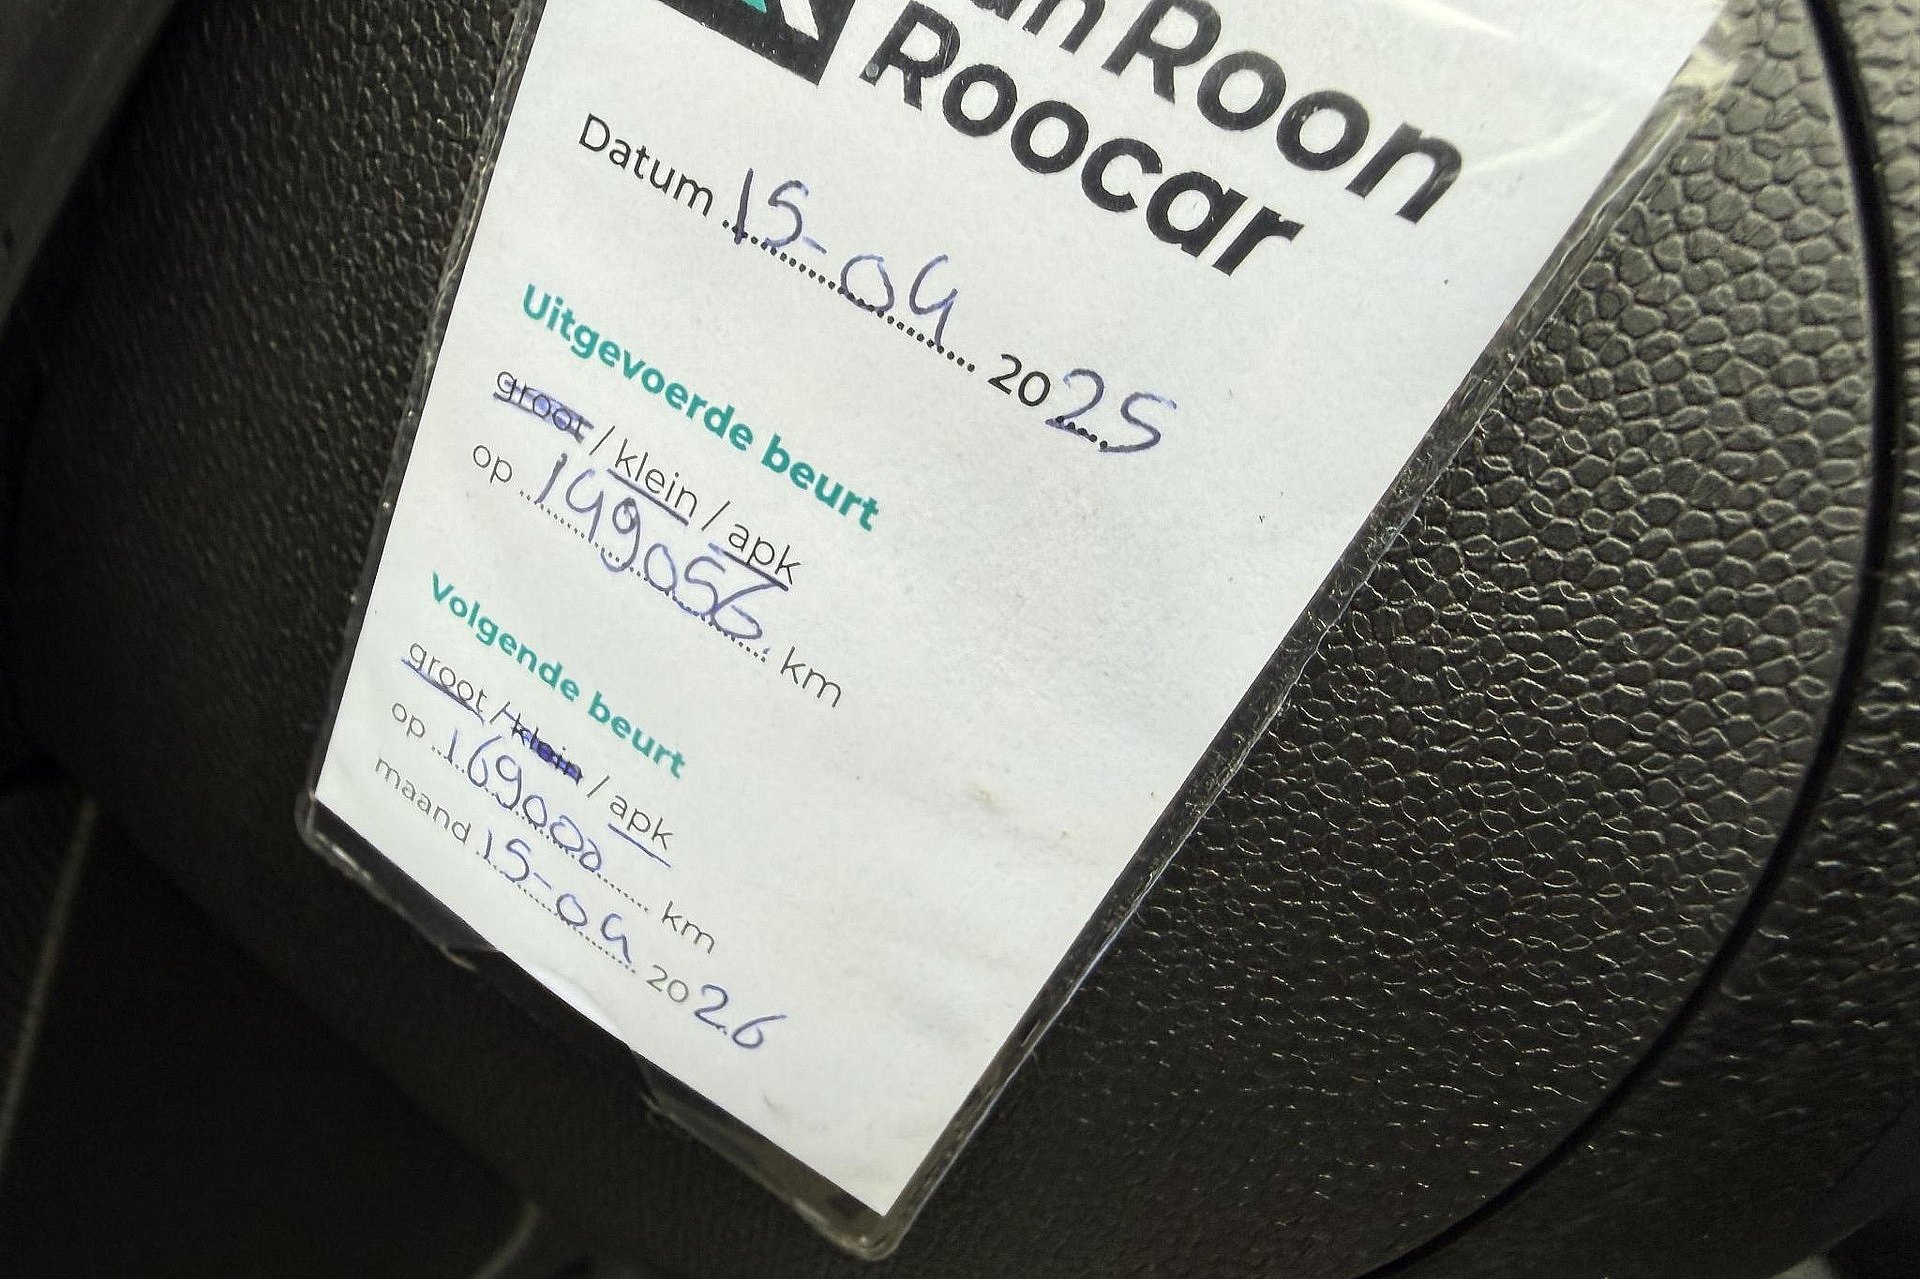 an Roon
Roocar
Datum 15-04 2025
Uitgevoerde beurt
groot / klein / apk
op 149056 km
Volgende beurt
groot / klein / apk
op 169000 km
maand 15-04 2026